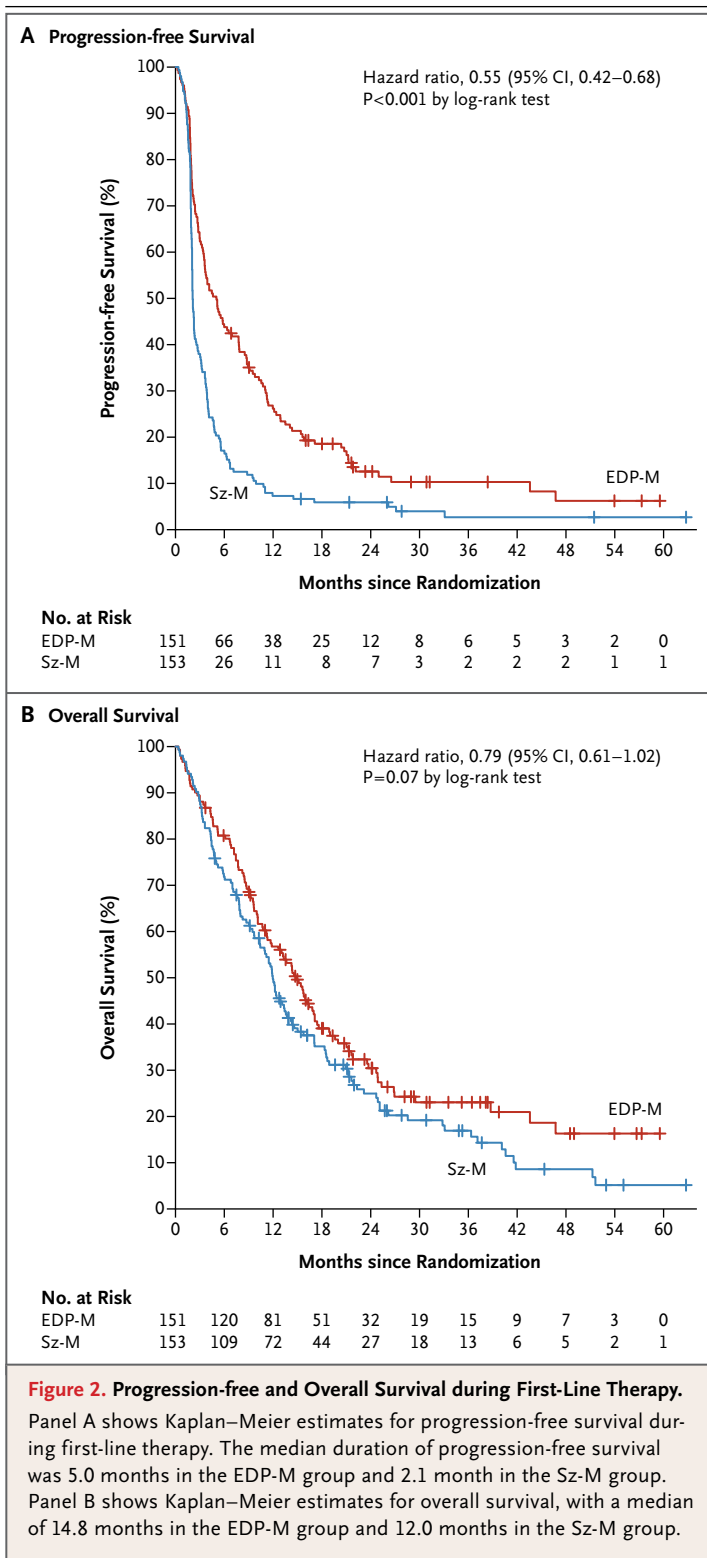 A Progression-free Survival
Hazard ratio, 0.55 (95% CI, 0.42–0.68)
P<0.001 by log-rank test
Progression-free Survival (%)
100
90
80
70
60
50
40
30
20
10
0
EDP-M
Sz-M
0 6 12 18 24 30 36 42 48 54 60
Months since Randomization
No. at Risk
EDP-M 151 66 38 25 12 8 6 5 3 2 0
Sz-M 153 26 11 8 7 3 2 2 2 1 1
B Overall Survival
Hazard ratio, 0.79 (95% CI, 0.61–1.02)
P=0.07 by log-rank test
Overall Survival (%)
100
90
80
70
60
50
40
30
20
10
0
EDP-M
Sz-M
0 6 12 18 24 30 36 42 48 54 60
Months since Randomization
No. at Risk
EDP-M 151 120 81 51 32 19 15 9 7 3 0
Sz-M 153 109 72 44 27 18 13 6 5 2 1
Figure 2. Progression-free and Overall Survival during First-Line Therapy.
Panel A shows Kaplan–Meier estimates for progression-free survival dur-
ing first-line therapy. The median duration of progression-free survival
was 5.0 months in the EDP-M group and 2.1 month in the Sz-M group.
Panel B shows Kaplan–Meier estimates for overall survival, with a median
of 14.8 months in the EDP-M group and 12.0 months in the Sz-M group.